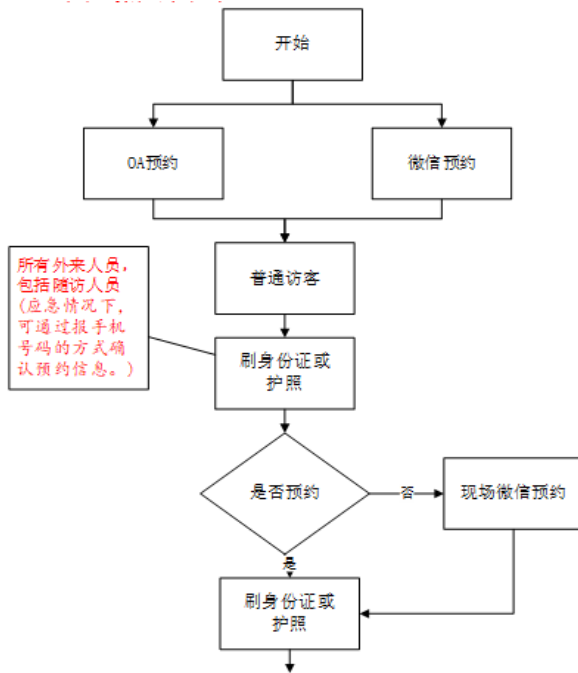 开始
OA预约
微信预约
所有外来人员，
包括随访人员
(应急情况下，
可通过报手机
号码的方式确
认预约信息。)
普通访客
刷身份证或
护照
是否预约
否
现场微信预约
是
刷身份证或
护照